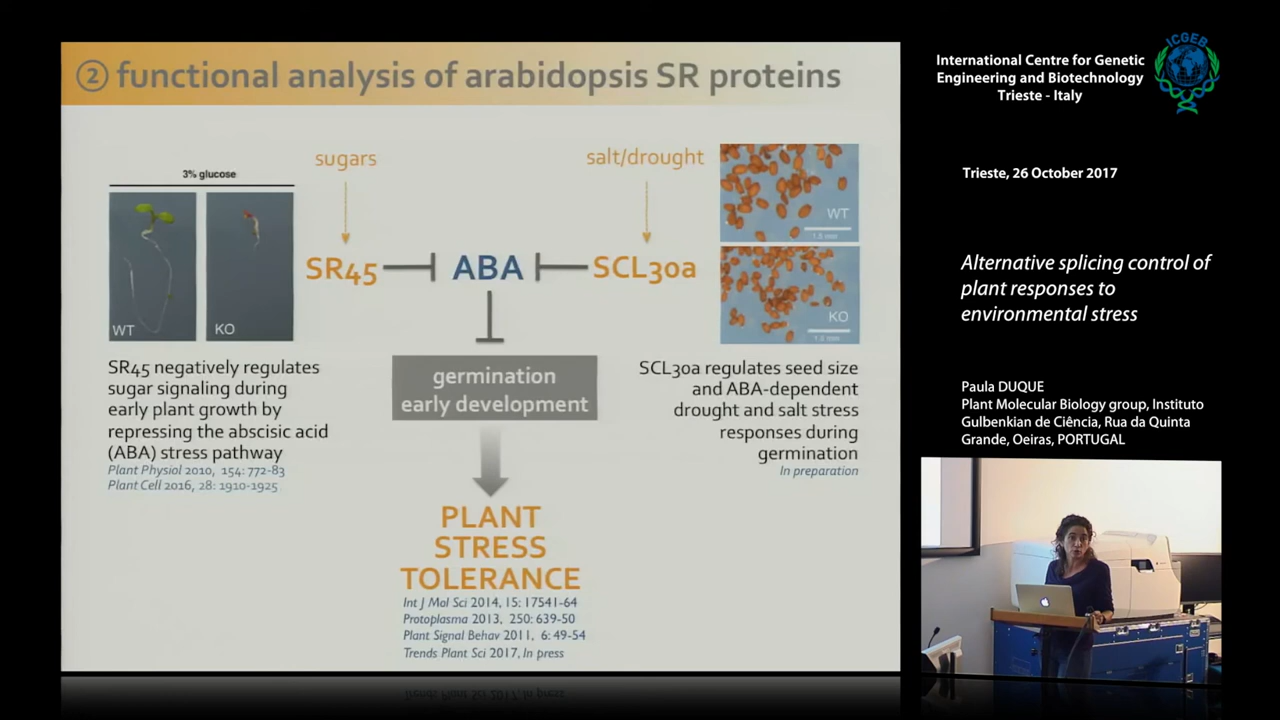 ② functional analysis of arabidopsis SR proteins
sugars
salt/drought
3% glucose
WT
KO
SR45
ABA
SCL30a
WT
1.5 mm
KO
1.5 mm
germination
early development
SR45 negatively regulates
sugar signaling during
early plant growth by
repressing the abscisic acid
(ABA) stress pathway
Plant Physiol 2010, 154: 772-83
Plant Cell 2016, 28: 1910-1925
SCL30a regulates seed size
and ABA-dependent
drought and salt stress
responses during
germination
In preparation
PLANT
STRESS
TOLERANCE
Int J Mol Sci 2014, 15: 17541-64
Protoplasma 2013, 250: 639-50
Plant Signal Behav 2011, 6: 49-54
Trends Plant Sci 2017, In press
International Centre for Genetic
Engineering and Biotechnology
Trieste - Italy
ICGEB
Trieste, 26 October 2017
Alternative splicing control of
plant responses to
environmental stress
Paula DUQUE
Plant Molecular Biology group, Instituto
Gulbenkian de Ciência, Rua da Quinta
Grande, Oeiras, PORTUGAL